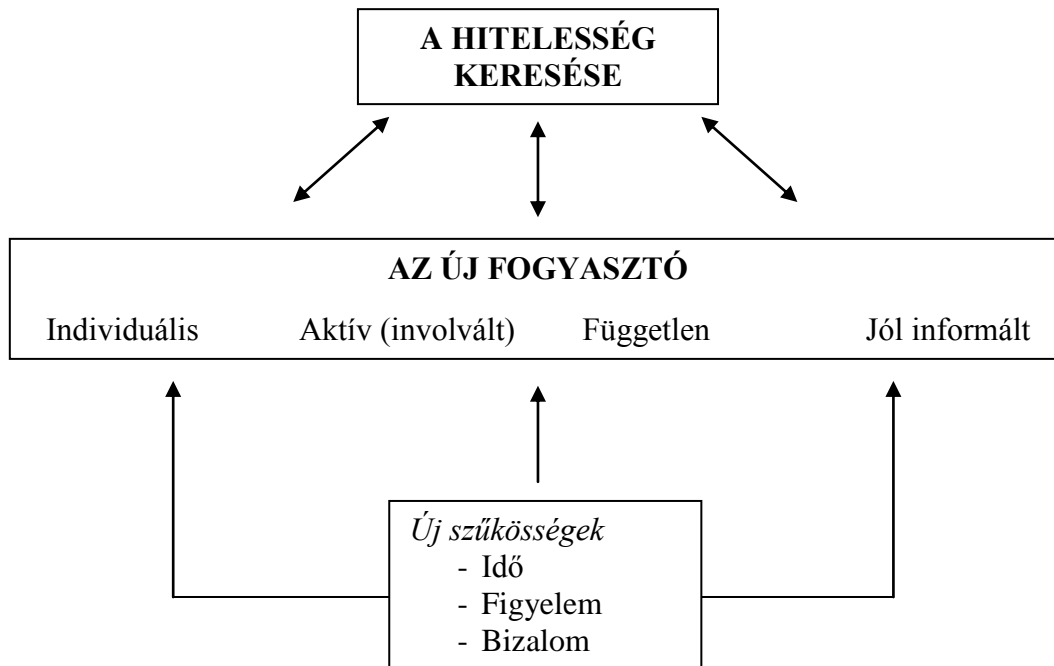 A HITELESSÉG
KERESÉSE
AZ ÚJ FOGYASZTÓ
Individuális Aktív (involvált) Független Jól informált
Új szűkösségek
- Idő
- Figyelem
- Bizalom